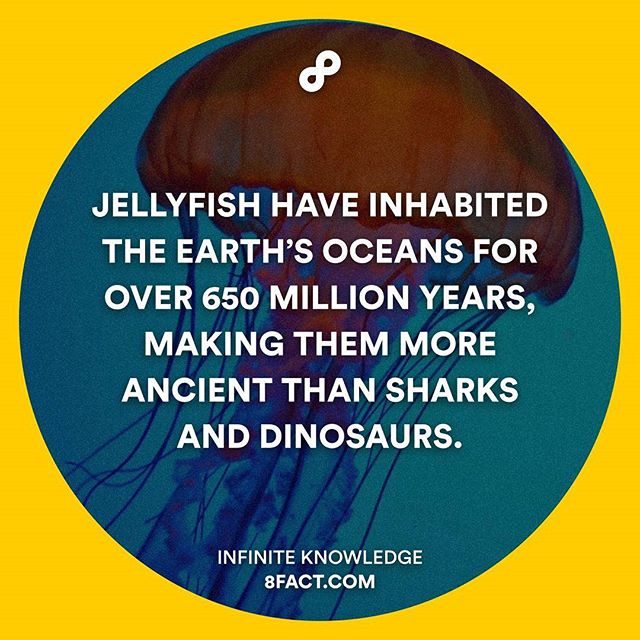 JELLYFISH HAVE INHABITED
THE EARTH'S OCEANS FOR
OVER 650 MILLION YEARS,
MAKING THEM MORE
ANCIENT THAN SHARKS
AND DINOSAURS.
INFINITE KNOWLEDGE
8FACT.COM